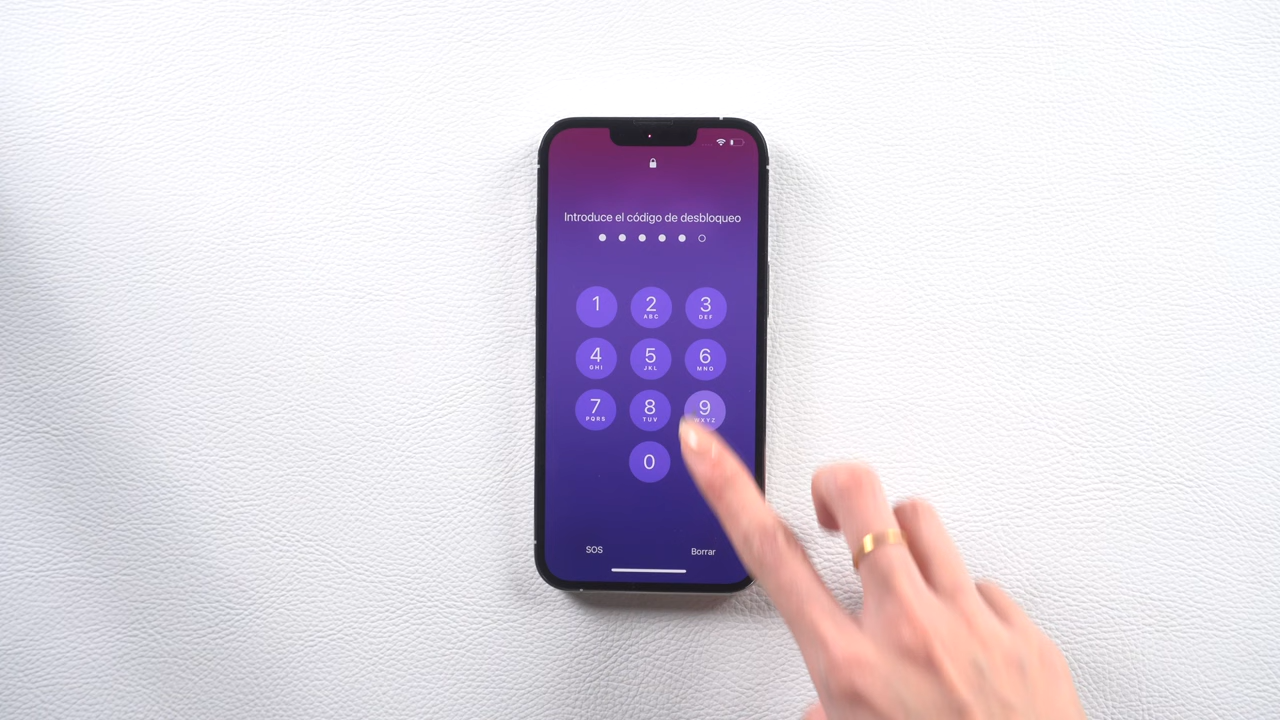 Introduce el código de desbloqueo
1 2 3
ABC DEF
4 5 6
GHI JKL MNO
7 8 9
PQRS TUV WXYZ
0
SOS Borrar